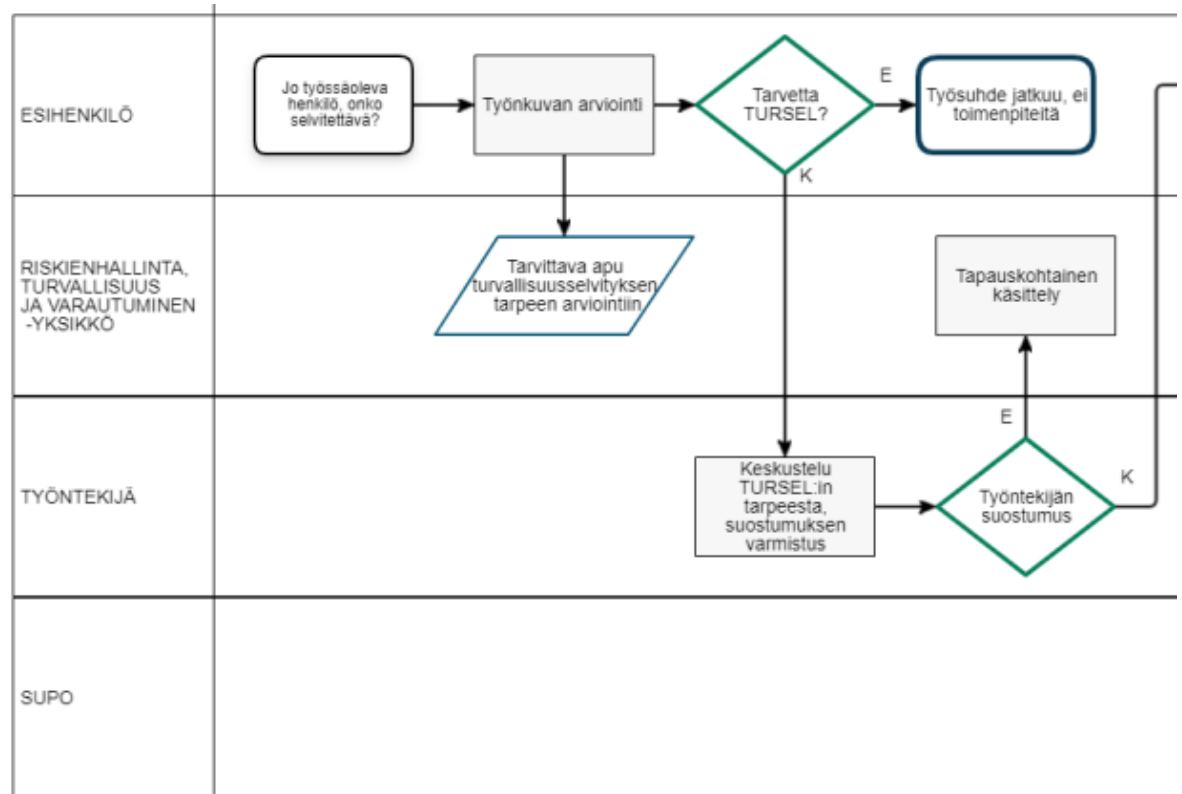 ESIHENKILÖ
Jo työssäoleva
henkilö, onko
selvitettävä?
Työnkuvan arviointi
Tarvetta
TURSEL?
E
K
Työsuhde jatkuu, ei
toimenpiteitä
RISKIENHALLINTA,
TURVALLISUUS
JA VARAUTUMINEN
-YKSIKKÖ
Tarvittava apu
turvallisuusselvityksen
tarpeen arviointiin
Tapauskohtainen
käsittely
TYÖNTEKIJÄ
Keskustelu
TURSEL:in
tarpeesta,
suostumuksen
varmistus
E
Työntekijän
suostumus
K
SUPO